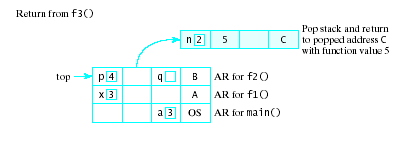 Return from f3()
Pop stack and return
n 2 5 C to popped address C
with function value 5
top p 4 q B AR for f2()
x 3 A AR for f1()
a 3 OS AR for main()